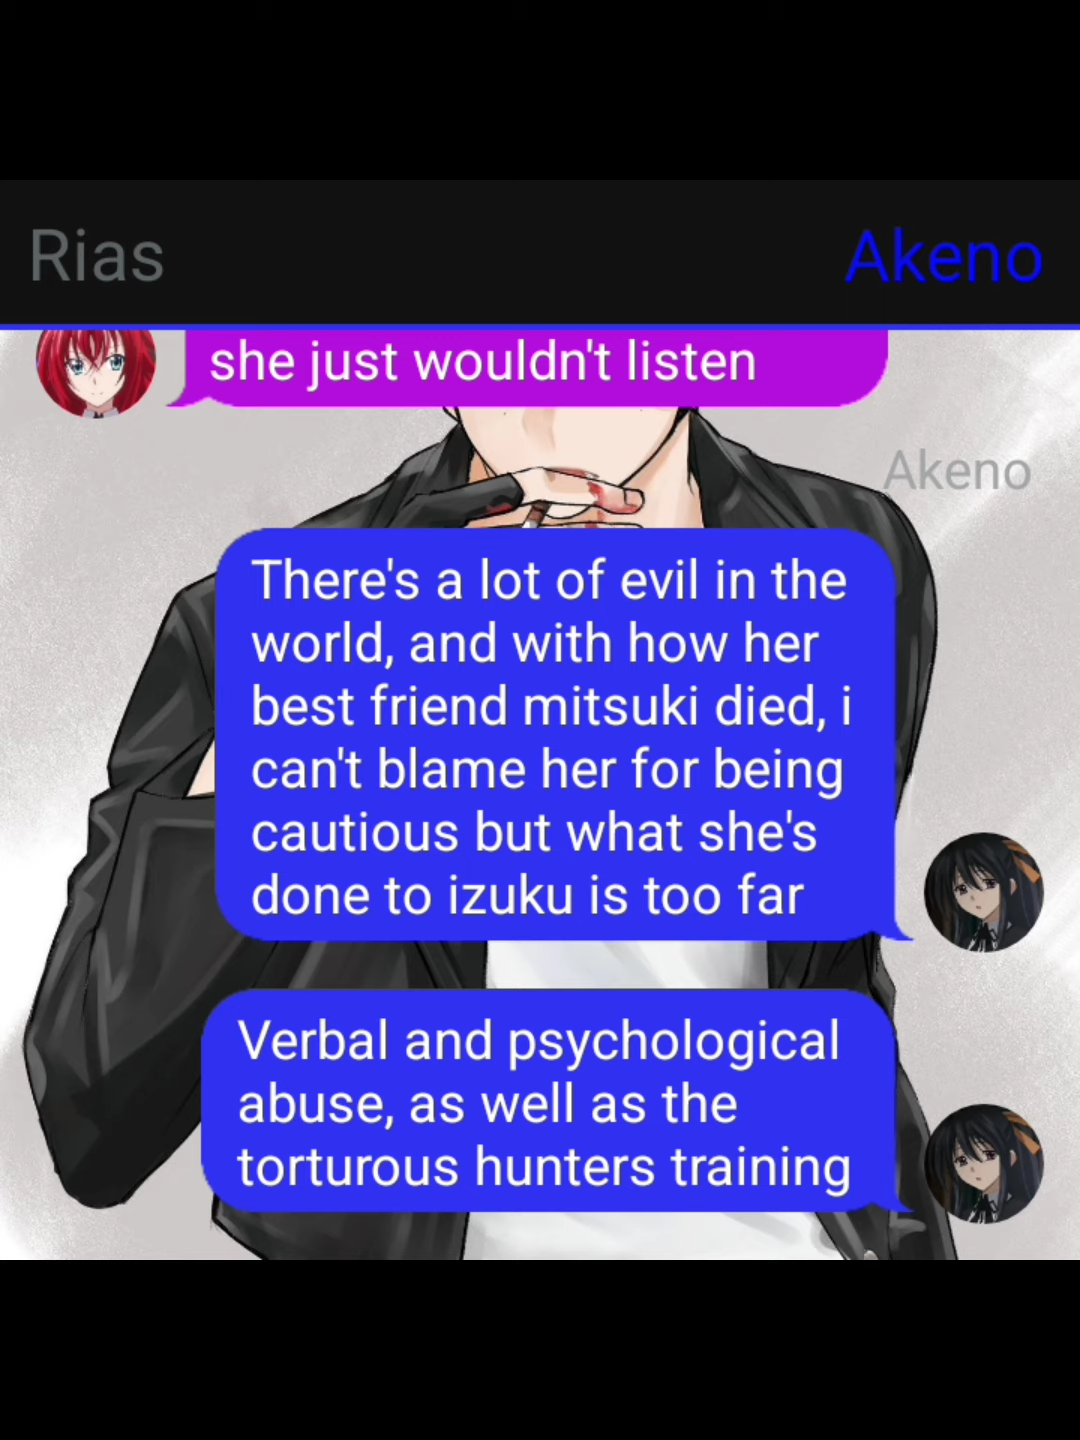 Rias
Akeno
she just wouldn't listen
Akeno
There's a lot of evil in the
world, and with how her
best friend mitsuki died, i
can't blame her for being
cautious but what she's
done to izuku is too far
Verbal and psychological
abuse, as well as the
torturous hunters training